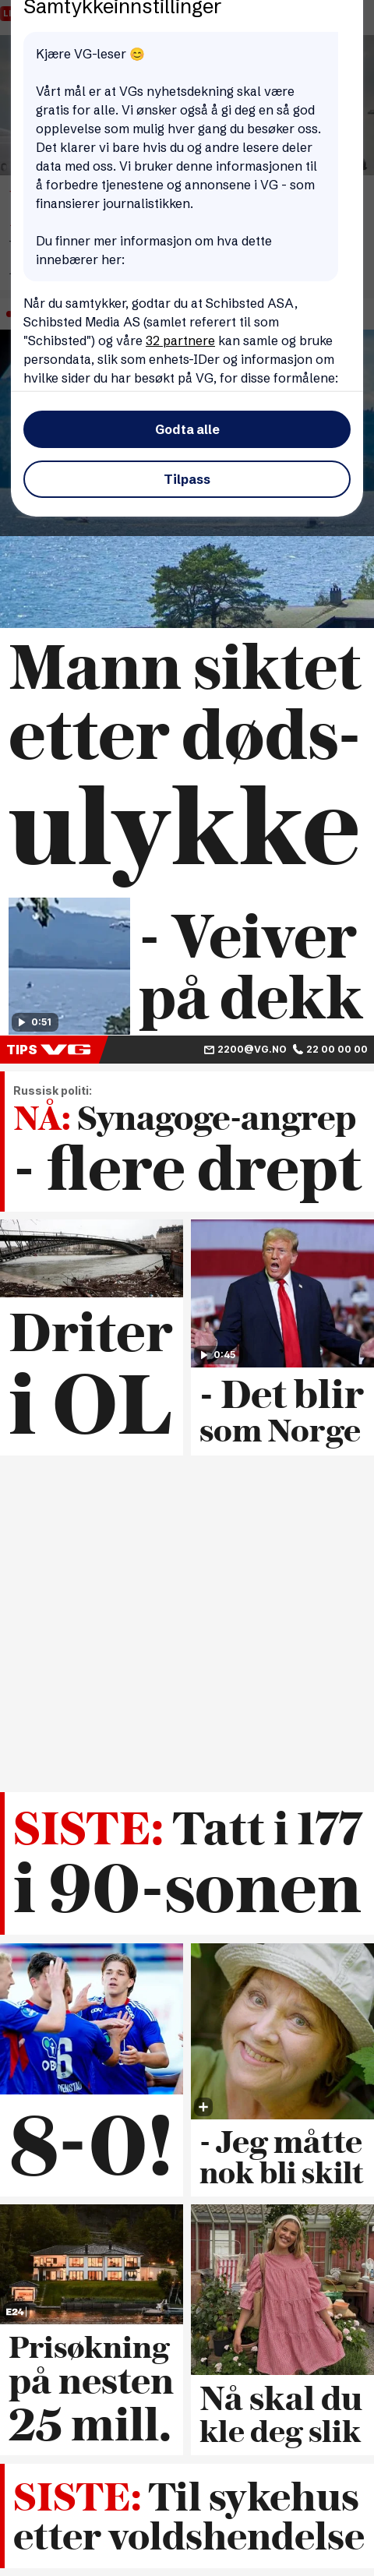 Samtykkeinnstillinger
Kjære VG-leser 😊
Vårt mål er at VGs nyhetsdekning skal være
gratis for alle. Vi ønsker også å gi deg en så god
opplevelse som mulig hver gang du besøker oss.
Det klarer vi bare hvis du og andre lesere deler
data med oss. Vi bruker denne informasjonen til
å forbedre tjenestene og annonsene i VG - som
finansierer journalistikken.
Du finner mer informasjon om hva dette
innebærer her:
Når du samtykker, godtar du at Schibsted ASA,
Schibsted Media AS (samlet referert til som
"Schibsted") og våre 32 partnere kan samle og bruke
persondata, slik som enhets-IDer og informasjon om
hvilke sider du har besøkt på VG, for disse formålene:
Godta alle
Tilpass
Mann siktet
etter døds-
ulykke
- Veiver
på dekk
0:51
TIPS VG 2200@VG.NO 22 00 00 00
Russisk politi:
NÅ: Synagoge-angrep
- flere drept
Driter
i OL
0:45
- Det blir
som Norge
SISTE: Tatt i 177
i 90-sonen
8-0!
- Jeg måtte
nok bli skilt
E24
Prisøkning
på nesten
25 mill.
Nå skal du
kle deg slik
SISTE: Til sykehus
etter voldshendelse